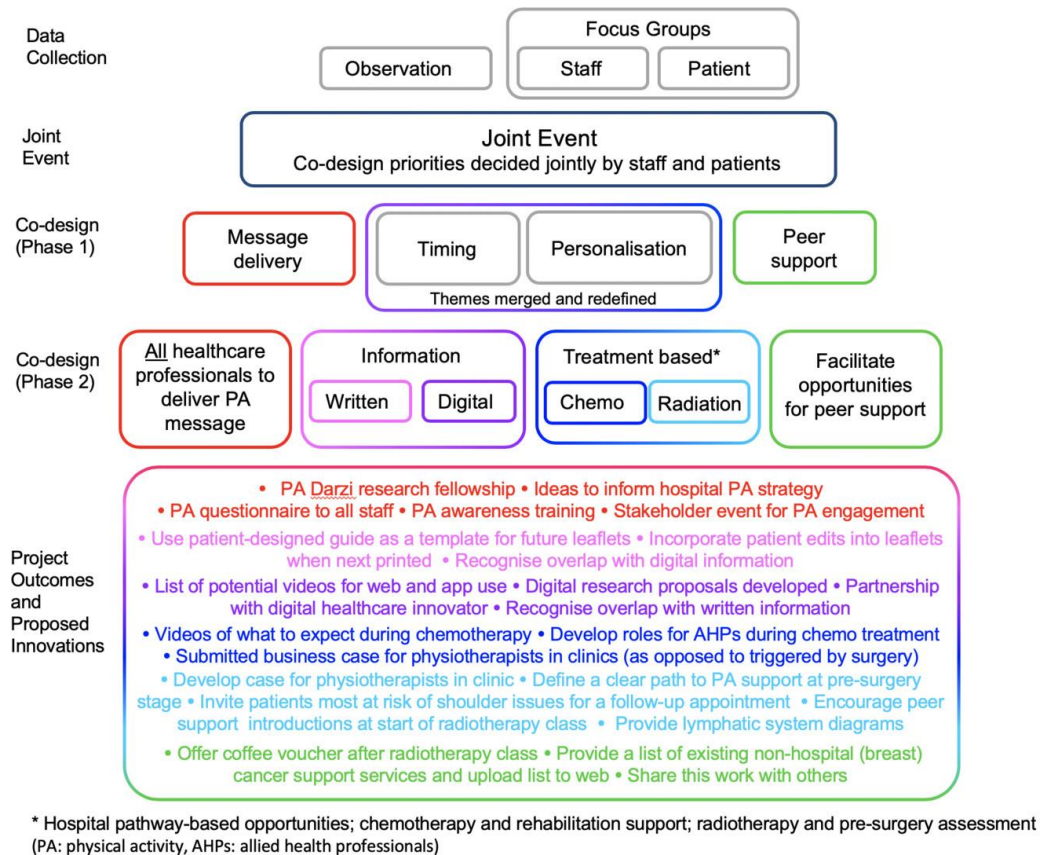 Data
Collection
Focus Groups
Observation
Staff
Patient
Joint
Event
Joint Event
Co-design priorities decided jointly by staff and patients
Co-design
(Phase 1)
Message
delivery
Timing
Personalisation
Themes merged and redefined
Peer
support
Co-design
(Phase 2)
All healthcare
professionals to
deliver PA
message
Information
Written
Digital
Treatment based*
Chemo
Radiation
Facilitate
opportunities
for peer support
Project
Outcomes
and
Proposed
Innovations
• PA Darzi research fellowship • Ideas to inform hospital PA strategy
• PA questionnaire to all staff • PA awareness training • Stakeholder event for PA engagement
• Use patient-designed guide as a template for future leaflets • Incorporate patient edits into leaflets
when next printed • Recognise overlap with digital information
• List of potential videos for web and app use • Digital research proposals developed • Partnership
with digital healthcare innovator • Recognise overlap with written information
• Videos of what to expect during chemotherapy • Develop roles for AHPs during chemo treatment
• Submitted business case for physiotherapists in clinics (as opposed to triggered by surgery)
• Develop case for physiotherapists in clinic • Define a clear path to PA support at pre-surgery
stage • Invite patients most at risk of shoulder issues for a follow-up appointment • Encourage peer
support introductions at start of radiotherapy class • Provide lymphatic system diagrams
• Offer coffee voucher after radiotherapy class • Provide a list of existing non-hospital (breast)
cancer support services and upload list to web • Share this work with others
* Hospital pathway-based opportunities; chemotherapy and rehabilitation support; radiotherapy and pre-surgery assessment
(PA: physical activity, AHPs: allied health professionals)